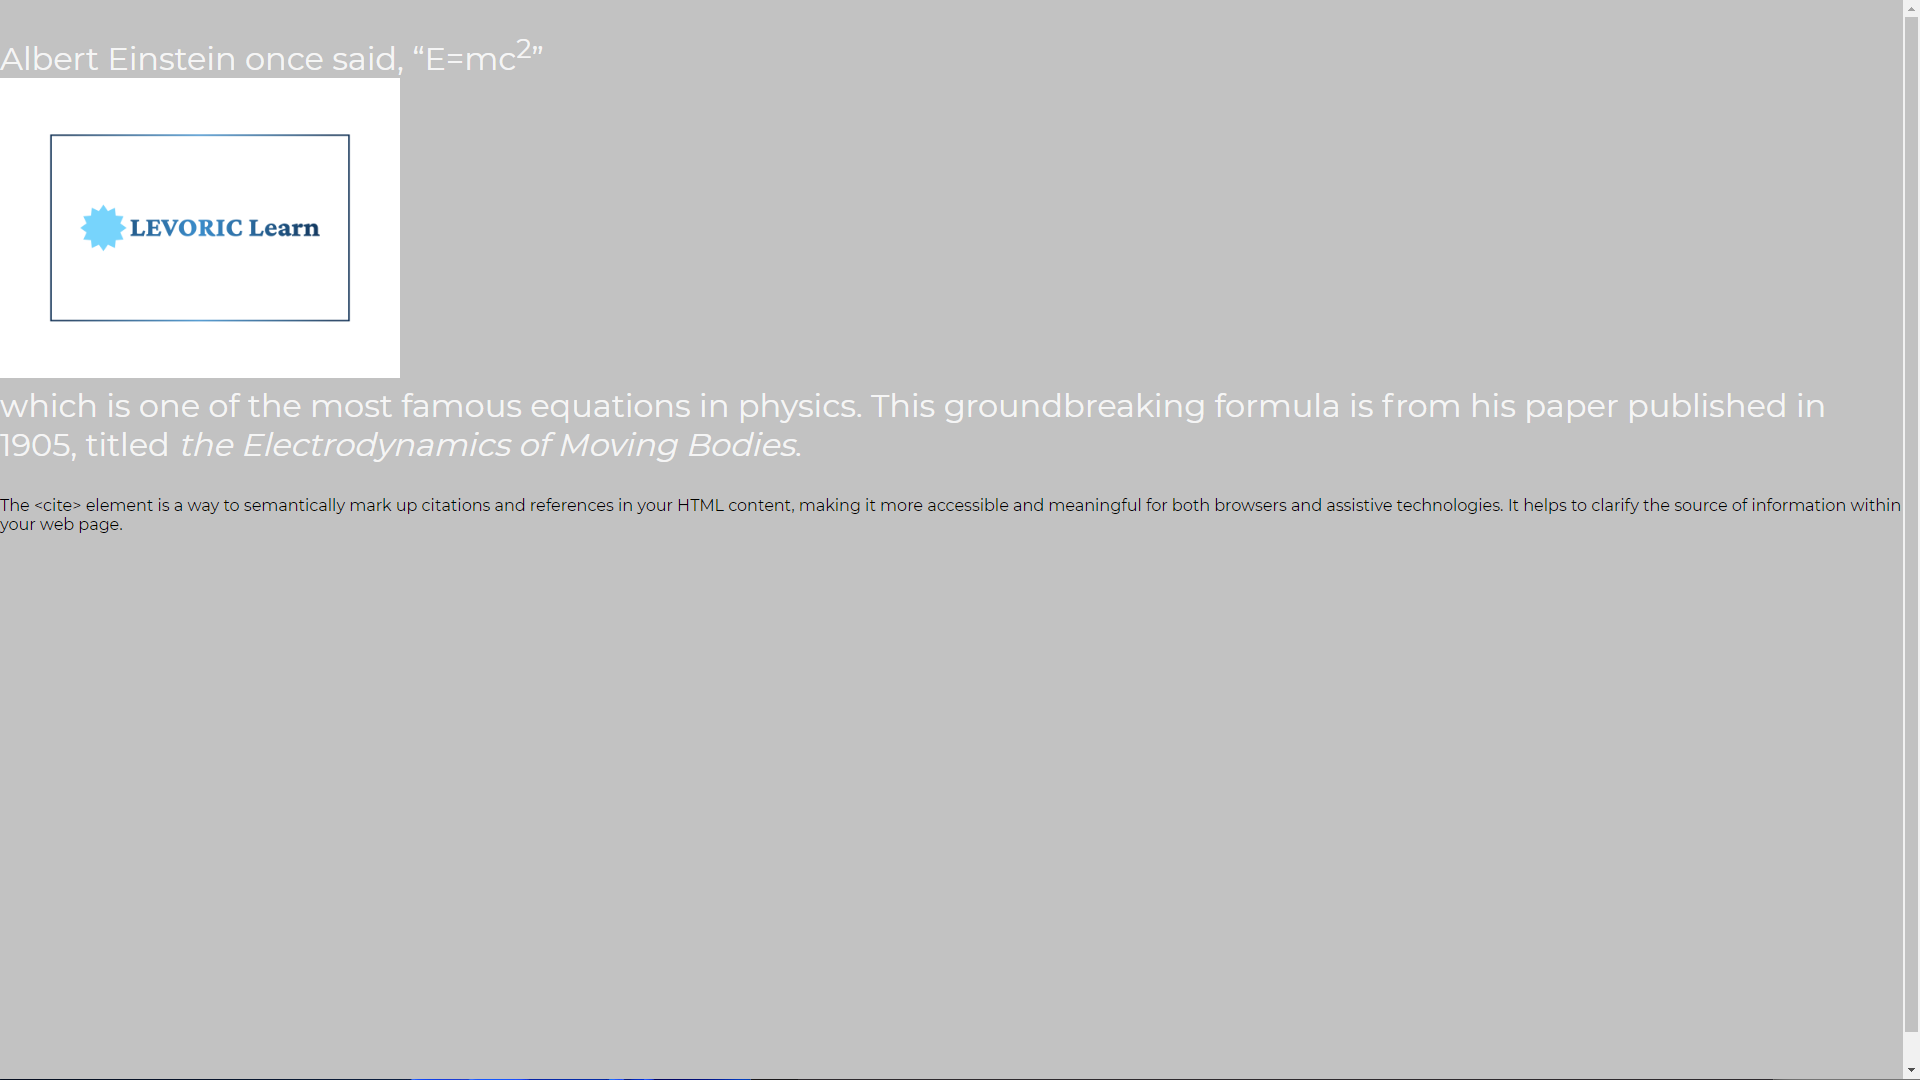 Albert Einstein once said, “E=mc²”
LEVORIC Learn
which is one of the most famous equations in physics. This groundbreaking formula is from his paper published in
1905, titled the Electrodynamics of Moving Bodies.
The <cite> element is a way to semantically mark up citations and references in your HTML content, making it more accessible and meaningful for both browsers and assistive technologies. It helps to clarify the source of information within
your web page.